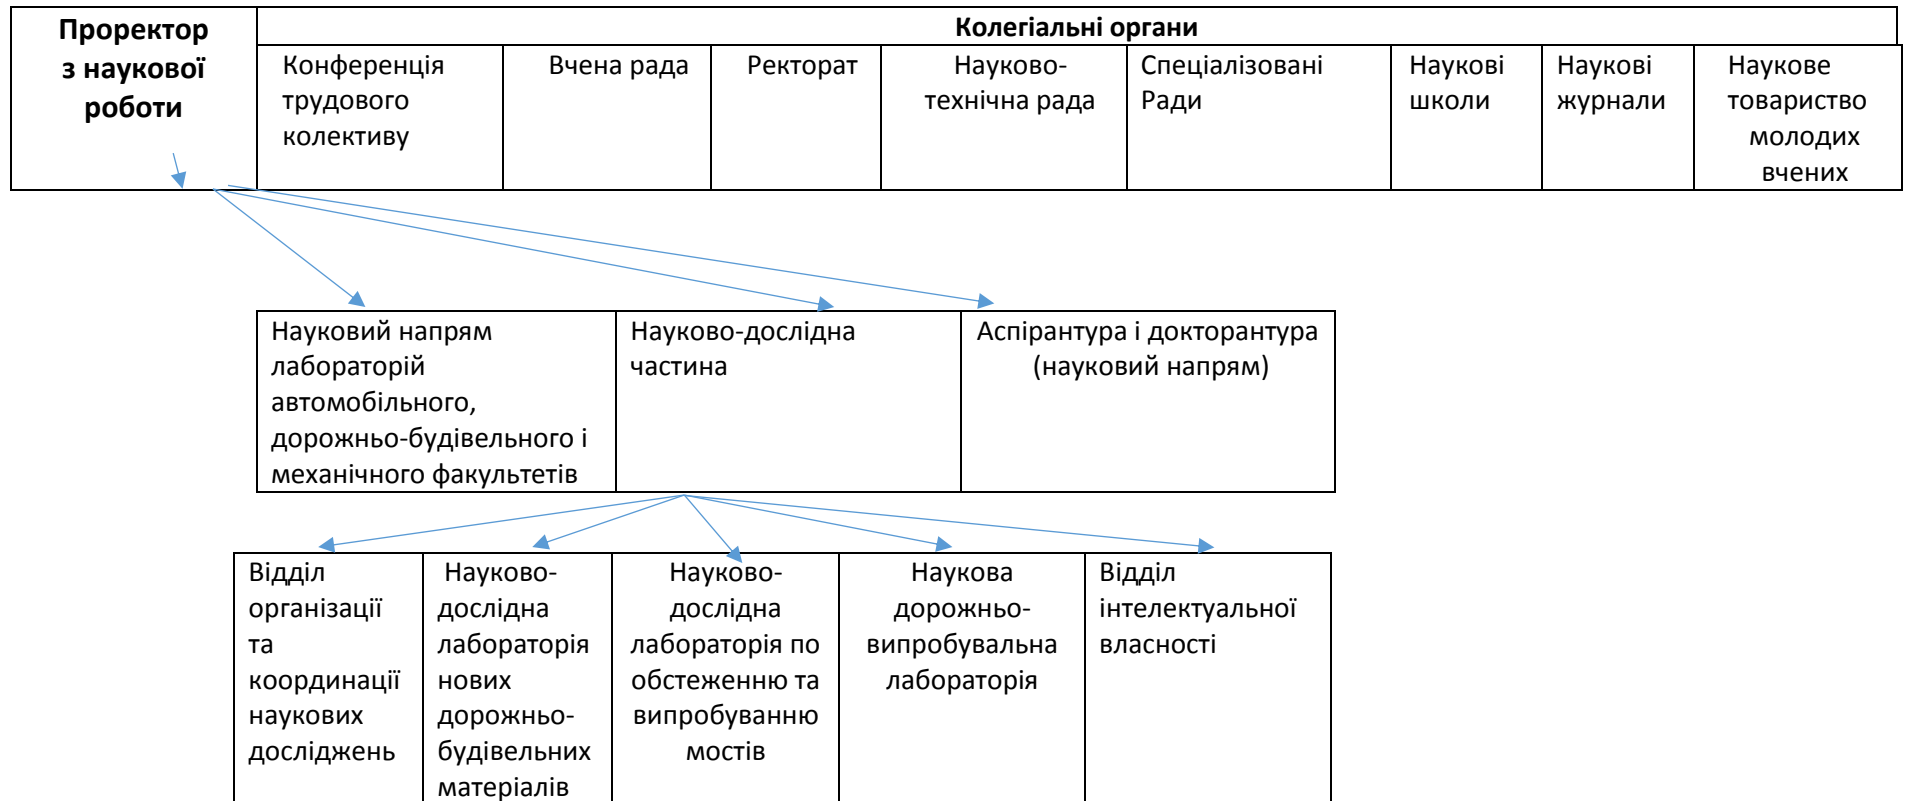 Проректор
з наукової
роботи
Колегіальні органи
Конференція
трудового
колективу
Вчена рада
Ректорат
Науково-
технічна рада
Спеціалізовані
Ради
Наукові
школи
Наукові
журнали
Наукове
товариство
молодих
вчених
Науковий напрям
лабораторій
автомобільного,
дорожньо-будівельного і
механічного факультетів
Науково-дослідна
частина
Аспірантура і докторантура
(науковий напрям)
Відділ
організації
та
координації
наукових
досліджень
Науково-
дослідна
лабораторія
нових
дорожньо-
будівельних
матеріалів
Науково-
дослідна
лабораторія по
обстеженню та
випробуванню
мостів
Наукова
дорожньо-
випробувальна
лабораторія
Відділ
інтелектуальної
власності